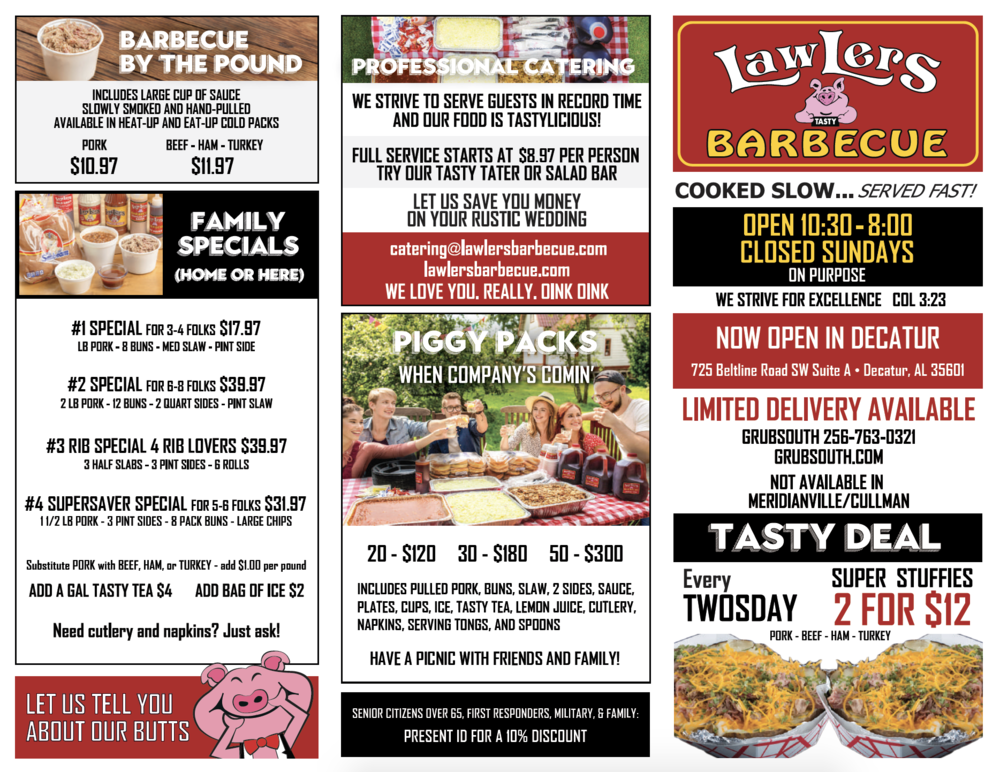 BARBECUE
BY THE POUND
INCLUDES LARGE CUP OF SAUCE
SLOWLY SMOKED AND HAND-PULLED
AVAILABLE IN HEAT-UP AND EAT-UP COLD PACKS
PORK BEEF - HAM - TURKEY
$10.97 $11.97
FAMILY
SPECIALS
(HOME OR HERE)
#1 SPECIAL FOR 3-4 FOLKS $17.97
LB PORK - 8 BUNS - MED SLAW - PINT SIDE
#2 SPECIAL FOR 6-8 FOLKS $39.97
2 LB PORK - 12 BUNS - 2 QUART SIDES - PINT SLAW
#3 RIB SPECIAL 4 RIB LOVERS $39.97
3 HALF SLABS - 3 PINT SIDES - 6 ROLLS
#4 SUPERSAVER SPECIAL FOR 5-6 FOLKS $31.97
1 1/2 LB PORK - 3 PINT SIDES - 8 PACK BUNS - LARGE CHIPS
Substitute PORK with BEEF, HAM, or TURKEY - add $1.00 per pound
ADD A GAL TASTY TEA $4 ADD BAG OF ICE $2
Need cutlery and napkins? Just ask!
LET US TELL YOU
ABOUT OUR BUTTS
PROFESSIONAL CATERING
WE STRIVE TO SERVE GUESTS IN RECORD TIME
AND OUR FOOD IS TASTYLICIOUS!
FULL SERVICE STARTS AT $8.97 PER PERSON
TRY OUR TASTY TATER OR SALAD BAR
LET US SAVE YOU MONEY
ON YOUR RUSTIC WEDDING
catering@lawlersbarbecue.com
lawlersbarbecue.com
WE LOVE YOU. REALLY. OINK OINK
PIGGY PACKS
WHEN COMPANY'S COMIN'
20 - $120 30 - $180 50 - $300
INCLUDES PULLED PORK, BUNS, SLAW, 2 SIDES, SAUCE,
PLATES, CUPS, ICE, TASTY TEA, LEMON JUICE, CUTLERY,
NAPKINS, SERVING TONGS, AND SPOONS
HAVE A PICNIC WITH FRIENDS AND FAMILY!
SENIOR CITIZENS OVER 65, FIRST RESPONDERS, MILITARY, & FAMILY:
PRESENT ID FOR A 10% DISCOUNT
LawLers
TASTY
BARBECUE
COOKED SLOW... SERVED FAST!
OPEN 10:30 - 8:00
CLOSED SUNDAYS
ON PURPOSE
WE STRIVE FOR EXCELLENCE COL 3:23
NOW OPEN IN DECATUR
725 Beltline Road SW Suite A • Decatur, AL 35601
LIMITED DELIVERY AVAILABLE
GRUBSOUTH 256-763-0321
GRUBSOUTH.COM
NOT AVAILABLE IN
MERIDIANVILLE/CULLMAN
TASTY DEAL
Every
TWOSDAY
SUPER STUFFIES
2 FOR $12
PORK - BEEF - HAM - TURKEY